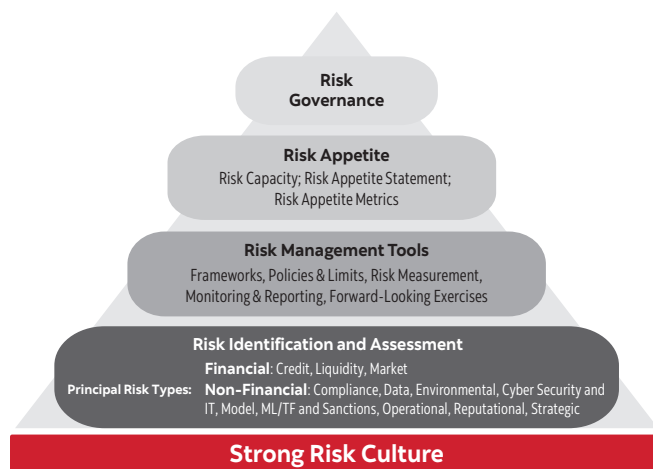 Risk
Governance
Risk Appetite
Risk Capacity; Risk Appetite Statement;
Risk Appetite Metrics
Risk Management Tools
Frameworks, Policies & Limits, Risk Measurement,
Monitoring & Reporting, Forward-Looking Exercises
Risk Identification and Assessment
Financial: Credit, Liquidity, Market
Principal Risk Types: Non-Financial: Compliance, Data, Environmental, Cyber Security and
IT, Model, ML/TF and Sanctions, Operational, Reputational, Strategic
Strong Risk Culture